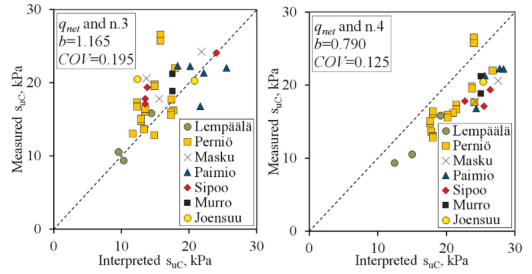 q_net and n.3
b=1.165
COV=0.195
Measured s_uC, kPa
30
20
10
0
Lempäälä
Perniö
Masku
Paimio
Sipoo
Murro
Joensuu
0 10 20 30
Interpreted s_uC, kPa
q_net and n.4
b=0.790
COV=0.125
Measured s_uC, kPa
30
20
10
0
Lempäälä
Perniö
Masku
Paimio
Sipoo
Murro
Joensuu
0 10 20 30
Interpreted s_uC, kPa